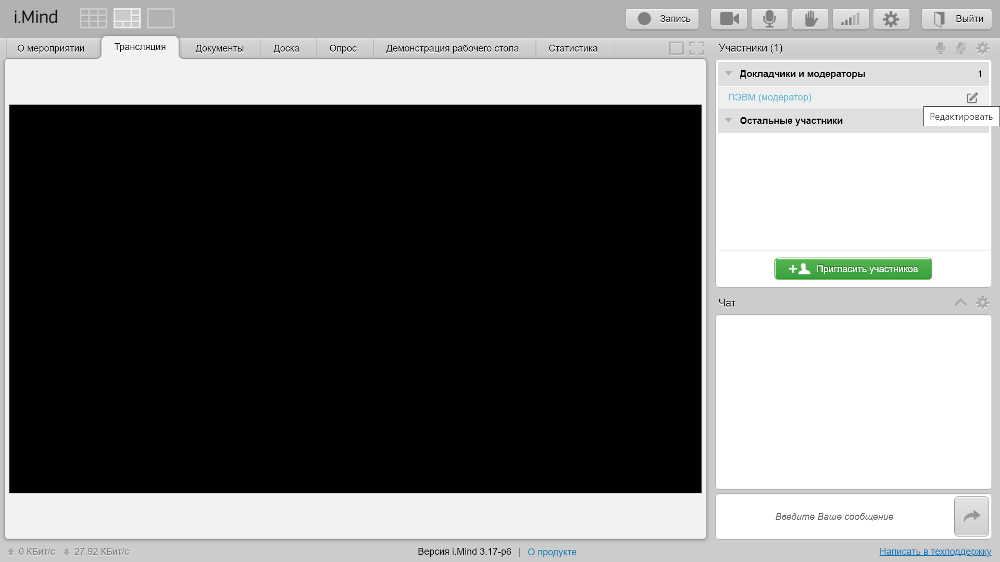 i.Mind
Запись
Выйти
О мероприятии
Трансляция
Документы
Доска
Опрос
Демонстрация рабочего стола
Статистика
Участники (1)
Докладчики и модераторы 1
ПЭВМ (модератор)
Редактировать
Остальные участники
Пригласить участников
Чат
Введите Ваше сообщение
0 КБит/с 27.92 КБит/с
Версия i.Mind 3.17-p6 | О продукте
Написать в техподдержку